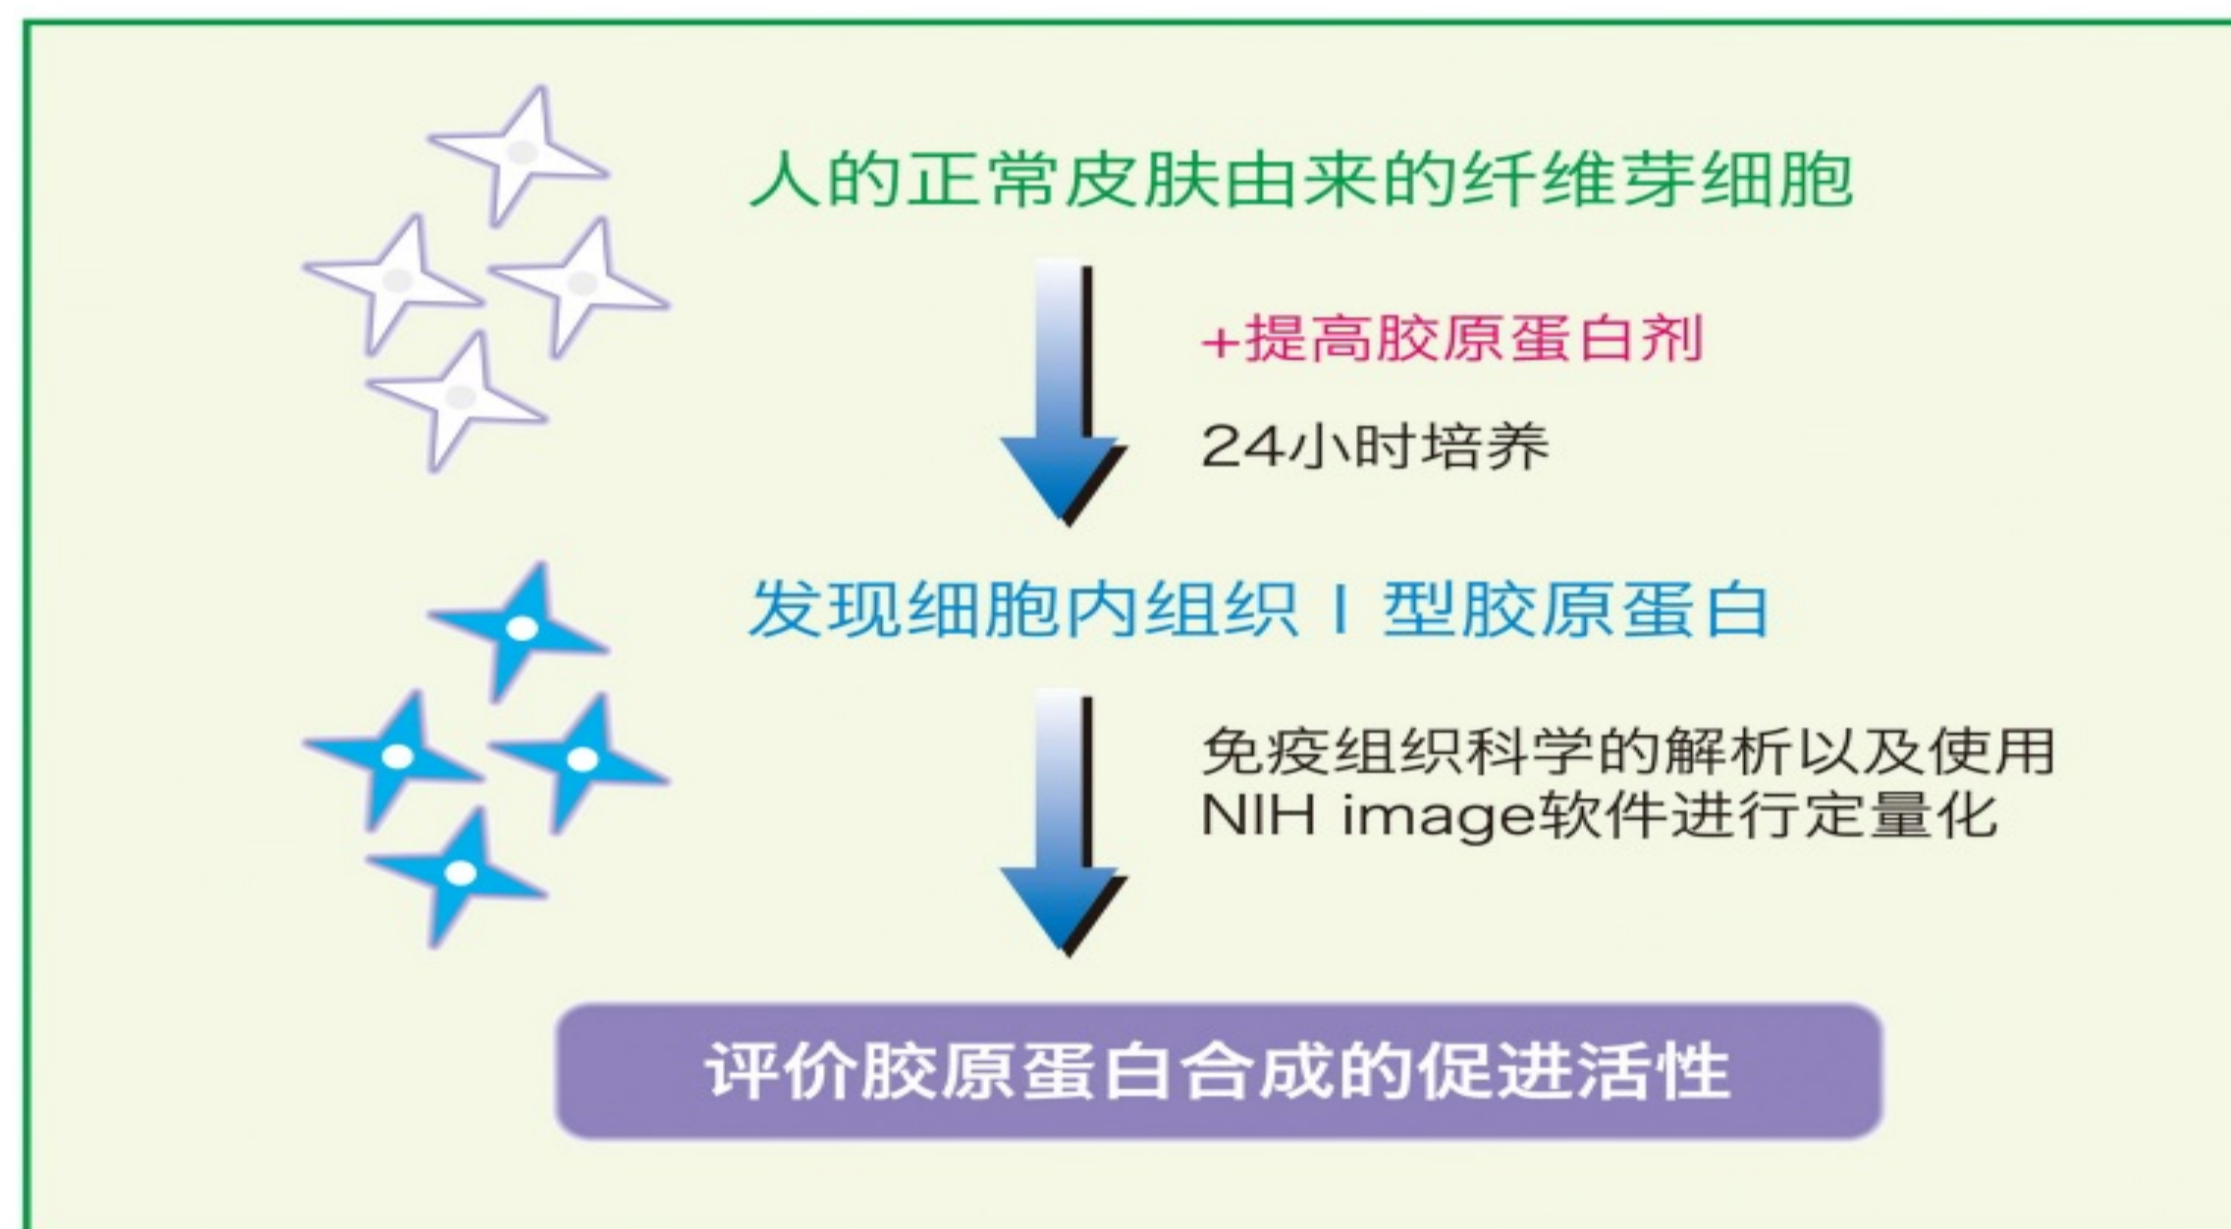 人的正常皮肤由来的纤维芽细胞
+提高胶原蛋白剂
24小时培养
发现细胞内组织Ⅰ型胶原蛋白
免疫组织科学的解析以及使用
NIH image软件进行定量化
评价胶原蛋白合成的促进活性